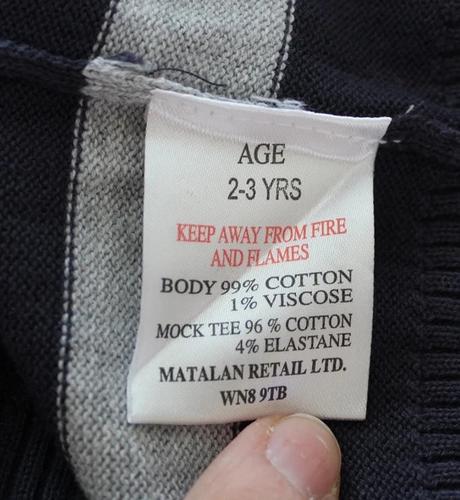 AGE
2-3 YRS
KEEP AWAY FROM FIRE
AND FLAMES
BODY 99% COTTON
1% VISCOSE
MOCK TEE 96 % COTTON
4% ELASTANE
MATALAN RETAIL LTD.
WN8 9TB